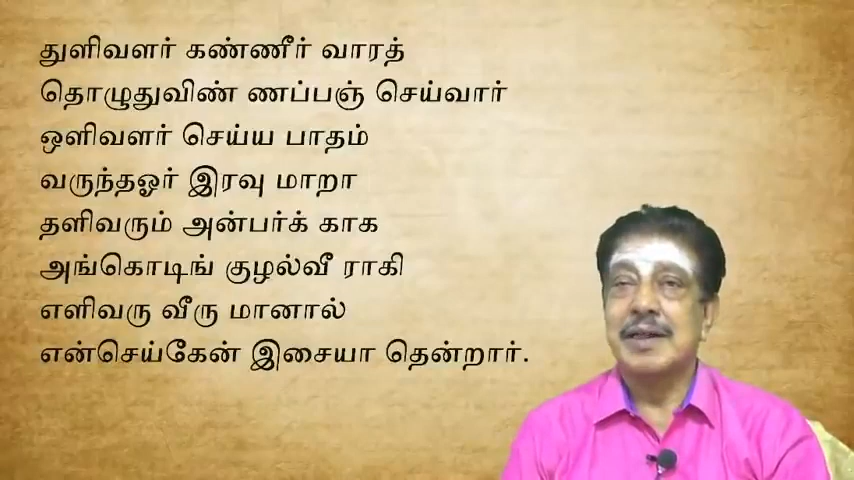 துளிவளர் கண்ணீர் வாரத்
தொழுதுவிண் ணப்பஞ் செய்வார்
ஒளிவளர் செய்ய பாதம்
வருந்தஓர் இரவு மாறா
தளிவரும் அன்பர்க் காக
அங்கொடிங் குழல்வீ ராகி
எளிவரு வீரு மானால்
என்செய்கேன் இசையா தென்றார்.